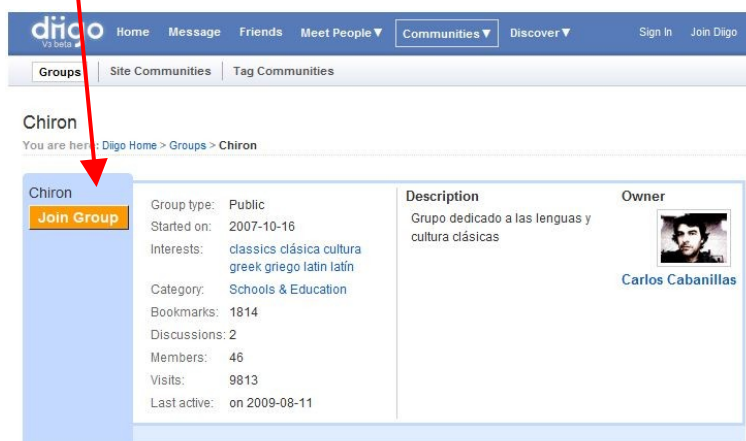 diigo Home Message Friends Meet People▼ Communities▼ Discover▼ Sign In Join Diigo
V3 beta
Groups Site Communities Tag Communities
Chiron
You are here: Diigo Home > Groups > Chiron
Chiron
Join Group
Group type: Public
Started on: 2007-10-16
Interests: classics clásica cultura
greek griego latin latín
Category: Schools & Education
Bookmarks: 1814
Discussions: 2
Members: 46
Visits: 9813
Last active: on 2009-08-11
Description
Grupo dedicado a las lenguas y
cultura clásicas
Owner
Carlos Cabanillas